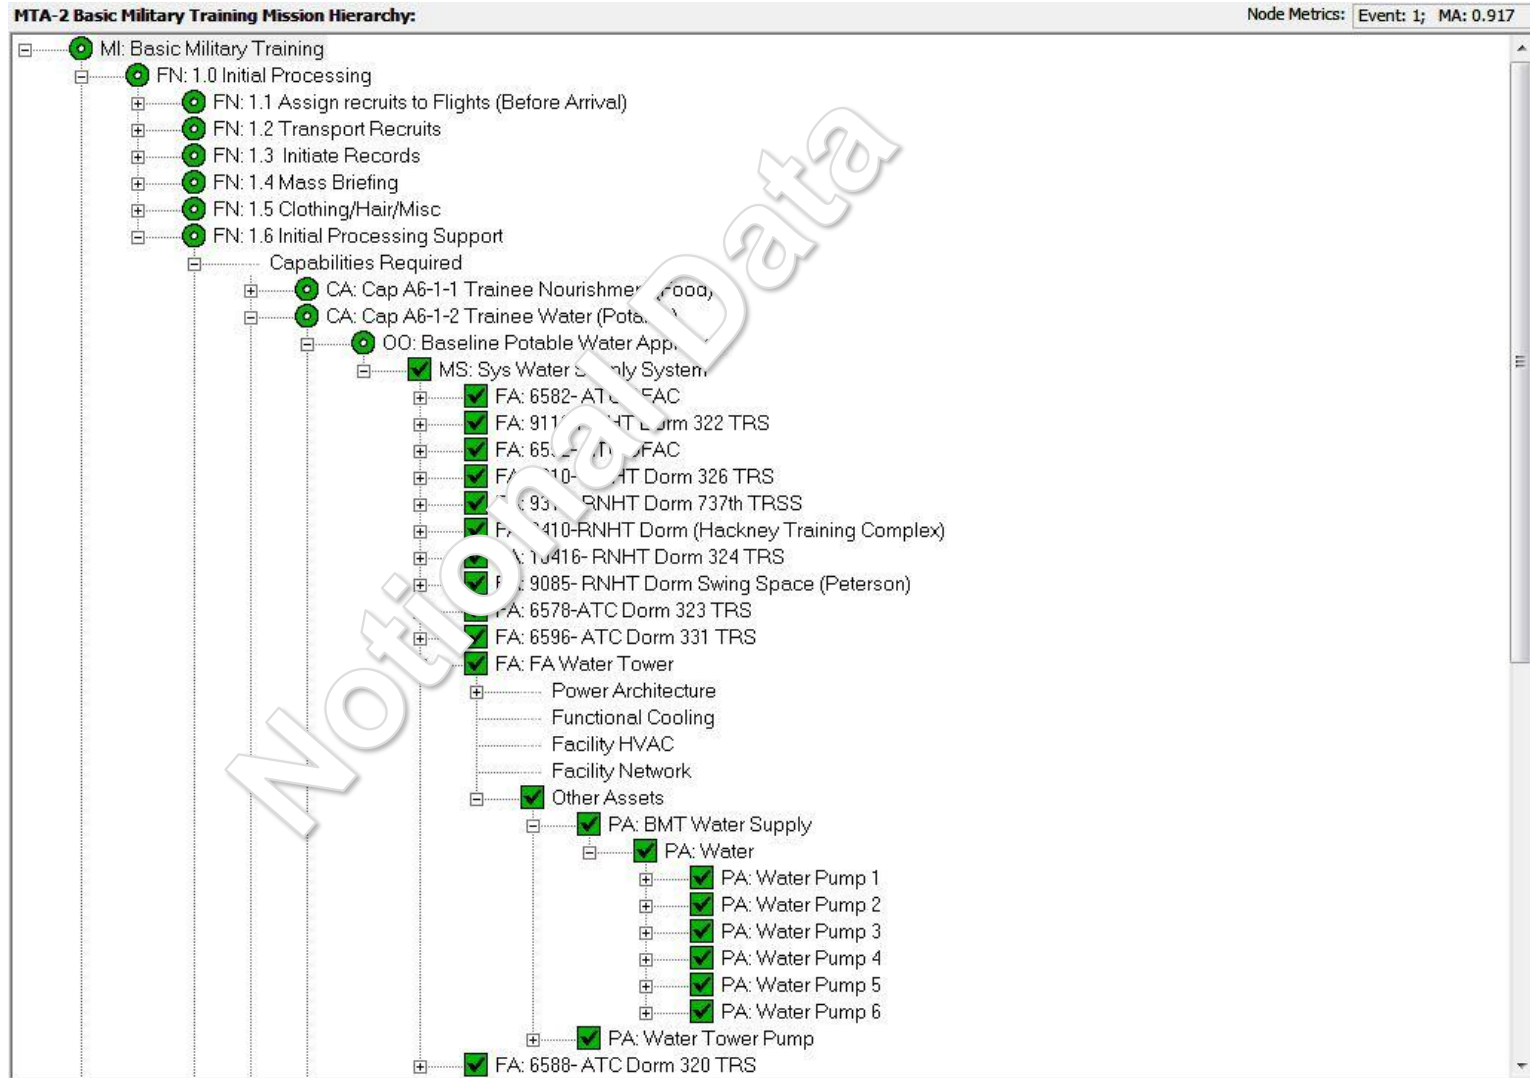 MTA-2 Basic Military Training Mission Hierarchy:
Node Metrics: Event: 1; MA: 0.917
MI: Basic Military Training
FN: 1.0 Initial Processing
FN: 1.1 Assign recruits to Flights (Before Arrival)
FN: 1.2 Transport Recruits
FN: 1.3 Initiate Records
FN: 1.4 Mass Briefing
FN: 1.5 Clothing/Hair/Misc
FN: 1.6 Initial Processing Support
Capabilities Required
CA: Cap A6-1-1 Trainee Nourishment (Food)
CA: Cap A6-1-2 Trainee Water
OO: Baseline Potable Water
MS: Sys Water Supply System
FA: 6582- ATC
FA: Dorm 322 TRS
FA:
Dorm 326 TRS
RNHT Dorm 737th TRSS
RNHT Dorm (Hackney Training Complex)
RNHT Dorm 324 TRS
9085- RNHT Dorm Swing Space (Peterson)
FA: 6578-ATC Dorm 323 TRS
FA: 6596- ATC Dorm 331 TRS
FA: FA Water Tower
Power Architecture
Functional Cooling
Facility HVAC
Facility Network
Other Assets
PA: BMT Water Supply
PA: Water
PA: Water Pump 1
PA: Water Pump 2
PA: Water Pump 3
PA: Water Pump 4
PA: Water Pump 5
PA: Water Pump 6
PA: Water Tower Pump
FA: 6588- ATC Dorm 320 TRS
Notional Data